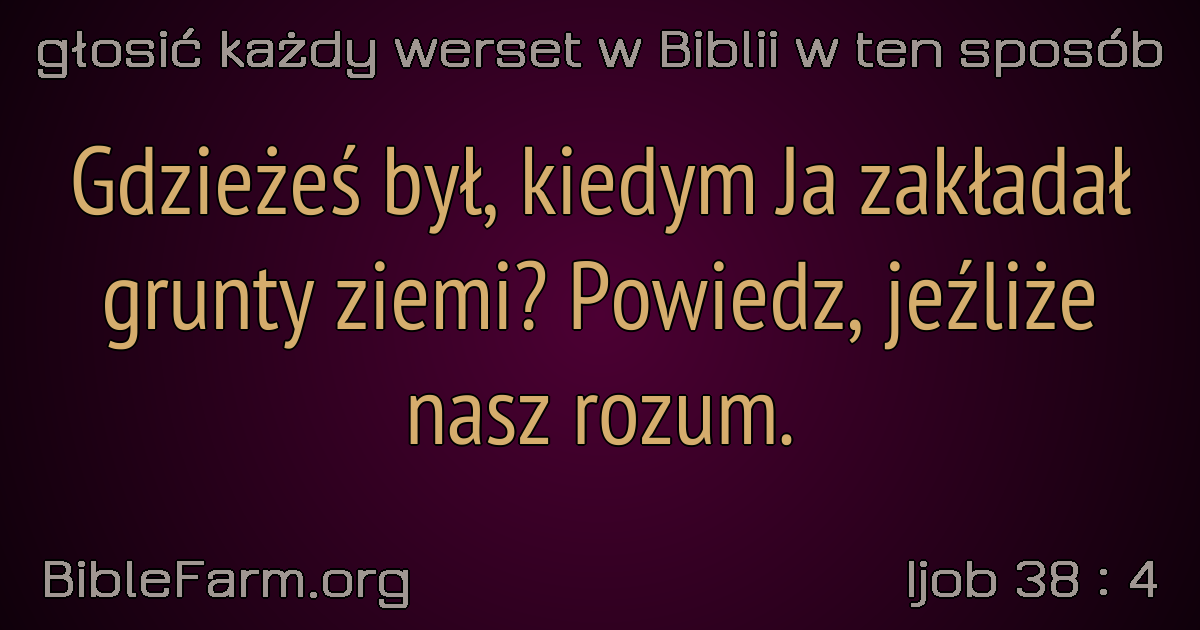 głosić każdy werset w Biblii w ten sposób
Gdzieżeś był, kiedym Ja zakładał
grunty ziemi? Powiedz, jeźliże
nasz rozum.
BibleFarm.org
Ijob 38 : 4